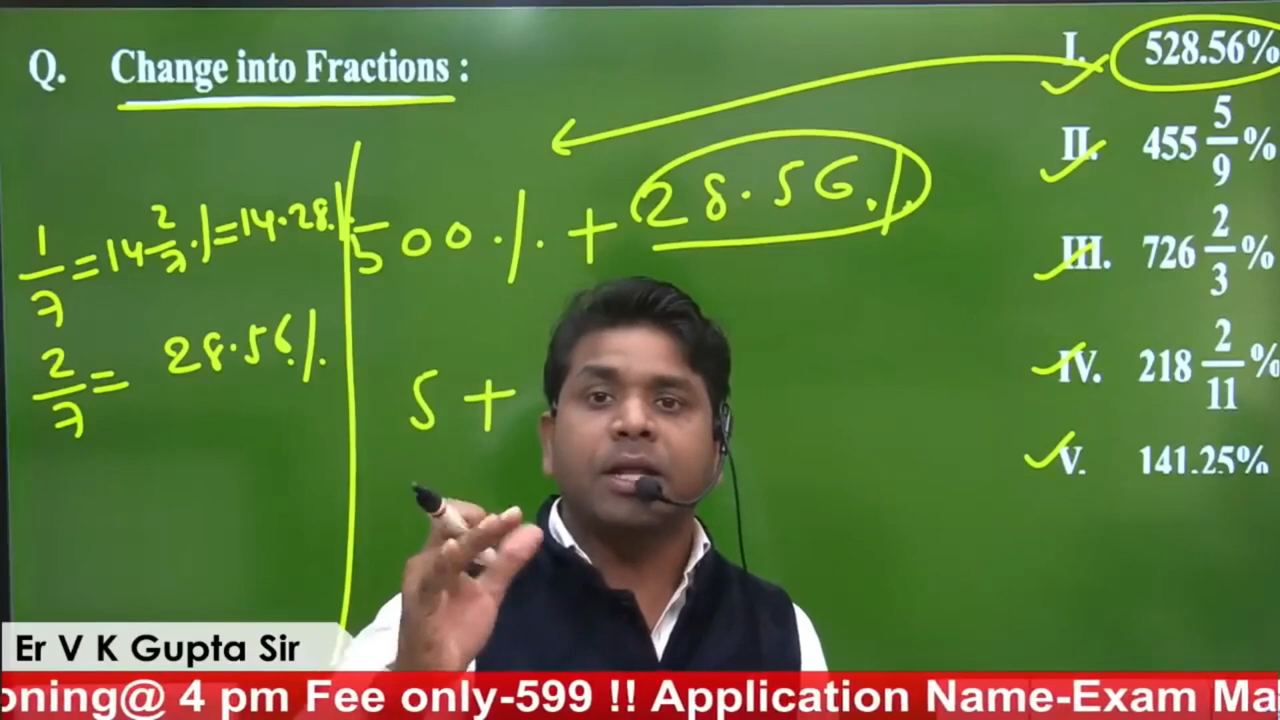 Q. Change into Fractions :
I. 528.56%
II. 455 5/9 %
III. 726 2/3 %
IV. 218 2/11 %
V. 141.25%
1/7 = 14 2/7 % = 14.28%
2/7 = 28.56%
500% + 28.56%
5 +
Er V K Gupta Sir
oning@ 4 pm Fee only-599 !! Application Name-Exam Ma